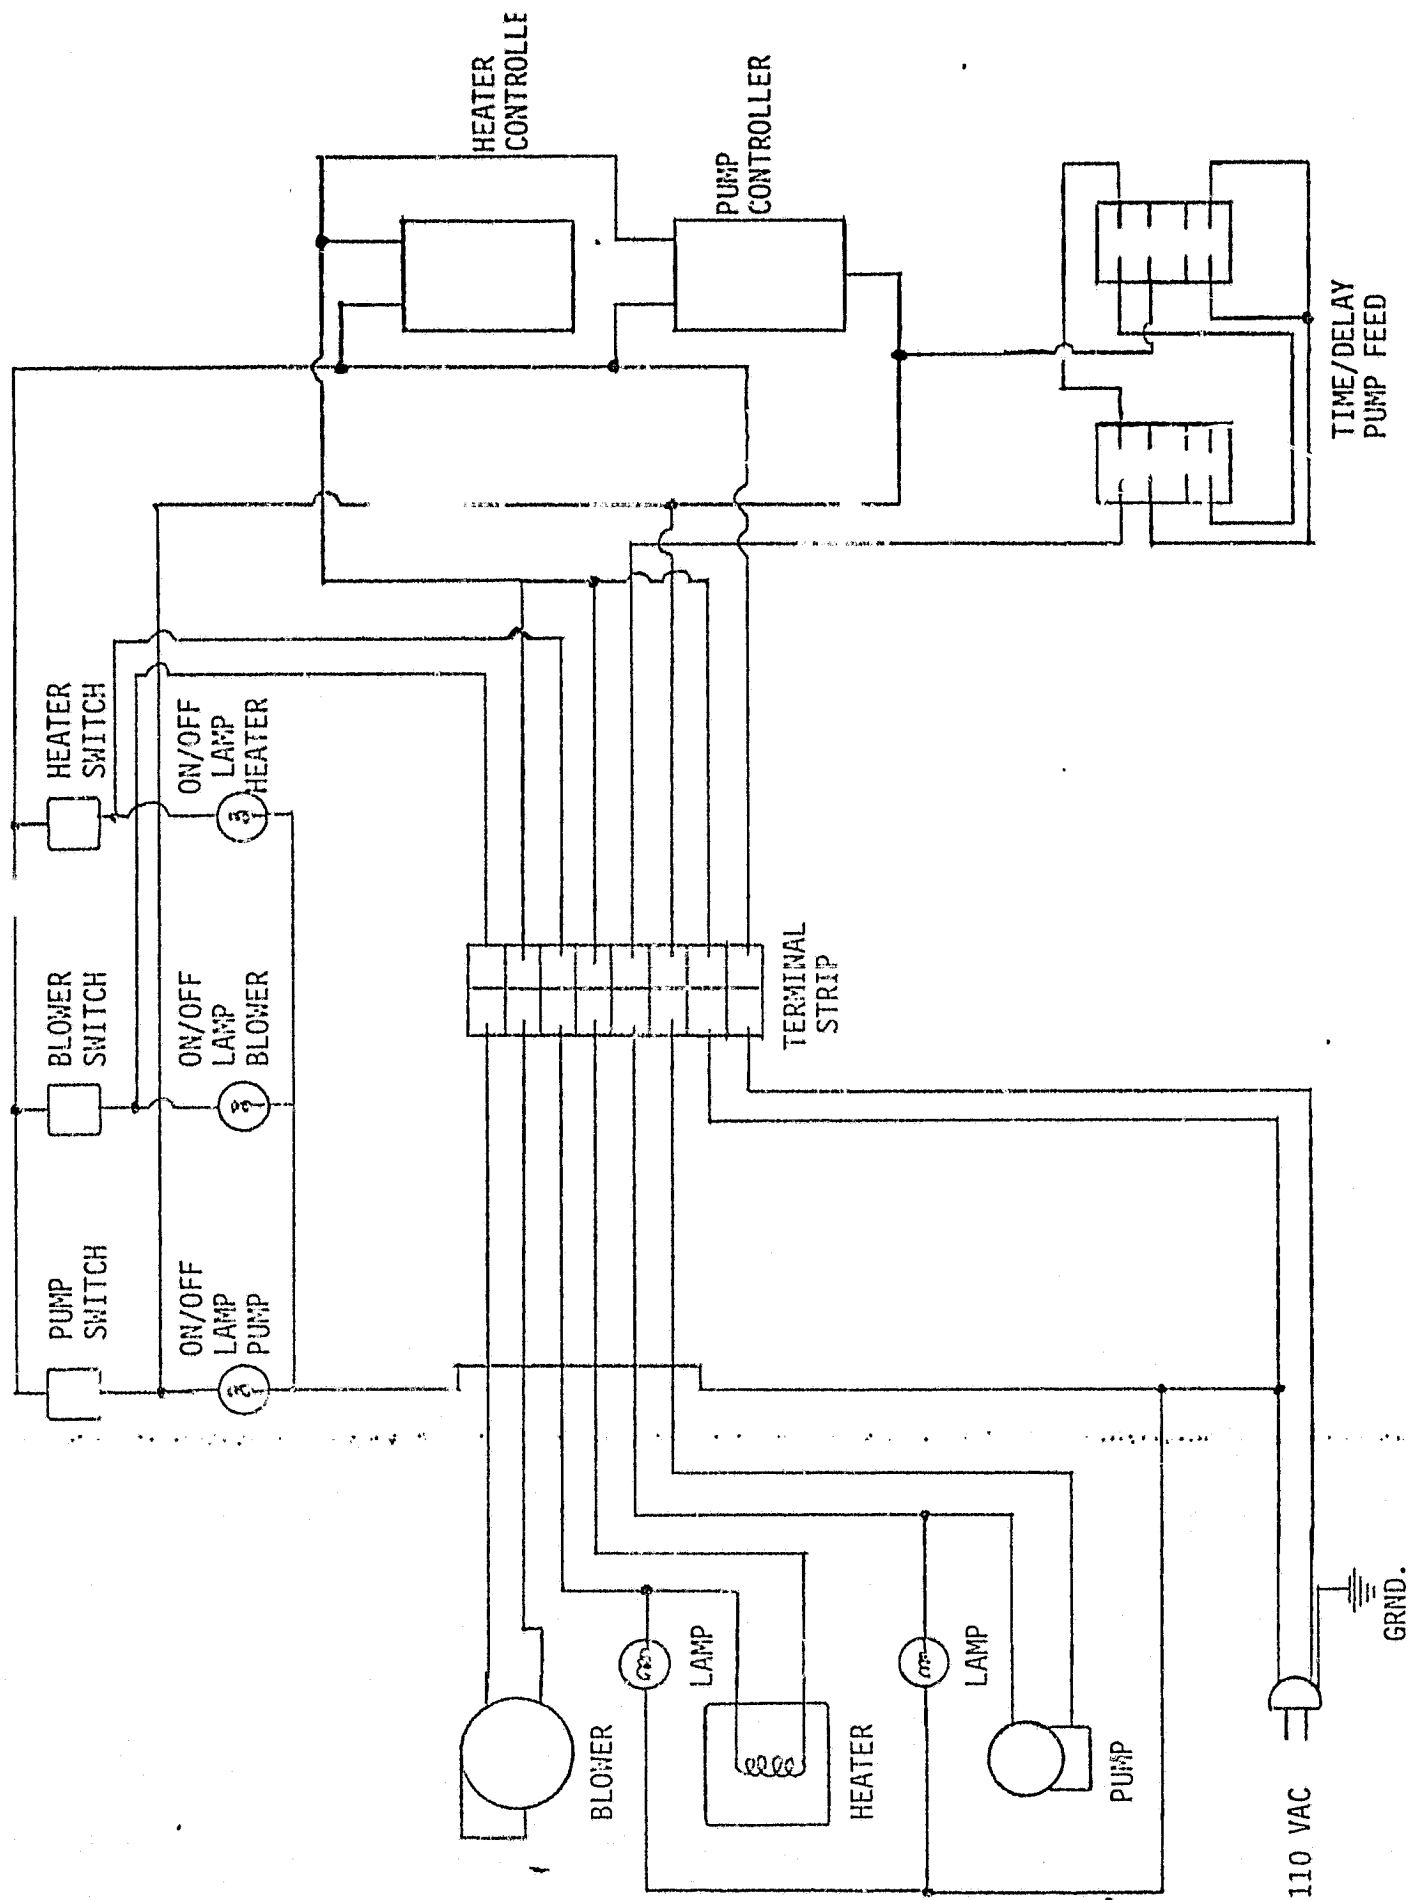 PUMP
SWITCH
BLOWER
SWITCH
HEATER
SWITCH
ON/OFF
LAMP
PUMP
ON/OFF
LAMP
BLOWER
ON/OFF
LAMP
HEATER
HEATER
CONTROLLE
PUMP
CONTROLLER
TERMINAL
STRIP
BLOWER
LAMP
HEATER
LAMP
PUMP
110 VAC
GRND.
TIME/DELAY
PUMP FEED